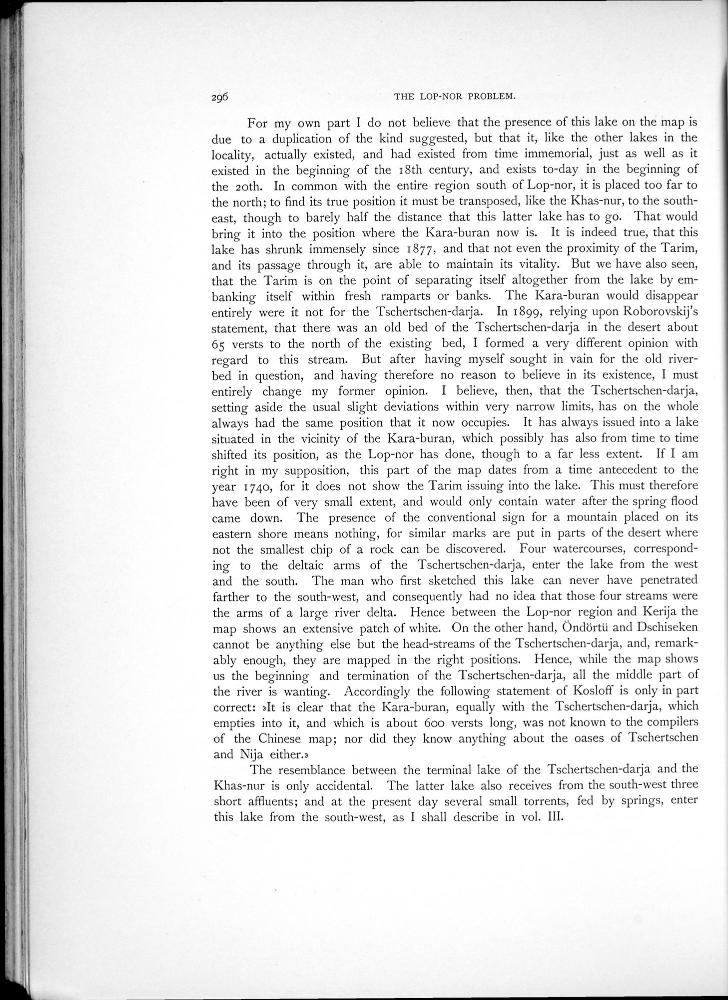 296 THE LOP-NOR PROBLEM.
For my own part I do not believe that the presence of this lake on the map is
due to a duplication of the kind suggested, but that it, like the other lakes in the
locality, actually existed, and had existed from time immemorial, just as well as it
existed in the beginning of the 18th century, and exists to-day in the beginning of
the 20th. In common with the entire region south of Lop-nor, it is placed too far to
the north; to find its true position it must be transposed, like the Khas-nur, to the south-
east, though to barely half the distance that this latter lake has to go. That would
bring it into the position where the Kara-buran now is. It is indeed true, that this
lake has shrunk immensely since 1877, and that not even the proximity of the Tarim,
and its passage through it, are able to maintain its vitality. But we have also seen,
that the Tarim is on the point of separating itself altogether from the lake by em-
banking itself within fresh ramparts or banks. The Kara-buran would disappear
entirely were it not for the Tschertschen-darja. In 1899, relying upon Roborovskij's
statement, that there was an old bed of the Tschertschen-darja in the desert about
65 versts to the north of the existing bed, I formed a very different opinion with
regard to this stream. But after having myself sought in vain for the old river-
bed in question, and having therefore no reason to believe in its existence, I must
entirely change my former opinion. I believe, then, that the Tschertschen-darja,
setting aside the usual slight deviations within very narrow limits, has on the whole
always had the same position that it now occupies. It has always issued into a lake
situated in the vicinity of the Kara-buran, which possibly has also from time to time
shifted its position, as the Lop-nor has done, though to a far less extent. If I am
right in my supposition, this part of the map dates from a time antecedent to the
year 1740, for it does not show the Tarim issuing into the lake. This must therefore
have been of very small extent, and would only contain water after the spring flood
came down. The presence of the conventional sign for a mountain placed on its
eastern shore means nothing, for similar marks are put in parts of the desert where
not the smallest chip of a rock can be discovered. Four watercourses, correspond-
ing to the deltaic arms of the Tschertschen-darja, enter the lake from the west
and the south. The man who first sketched this lake can never have penetrated
farther to the south-west, and consequently had no idea that those four streams were
the arms of a large river delta. Hence between the Lop-nor region and Kerija the
map shows an extensive patch of white. On the other hand, Öndörtü and Dschiseken
cannot be anything else but the head-streams of the Tschertschen-darja, and, remark-
ably enough, they are mapped in the right positions. Hence, while the map shows
us the beginning and termination of the Tschertschen-darja, all the middle part of
the river is wanting. Accordingly the following statement of Kosloff is only in part
correct: »It is clear that the Kara-buran, equally with the Tschertschen-darja, which
empties into it, and which is about 600 versts long, was not known to the compilers
of the Chinese map; nor did they know anything about the oases of Tschertschen
and Nija either.»
The resemblance between the terminal lake of the Tschertschen-darja and the
Khas-nur is only accidental. The latter lake also receives from the south-west three
short affluents; and at the present day several small torrents, fed by springs, enter
this lake from the south-west, as I shall describe in vol. III.